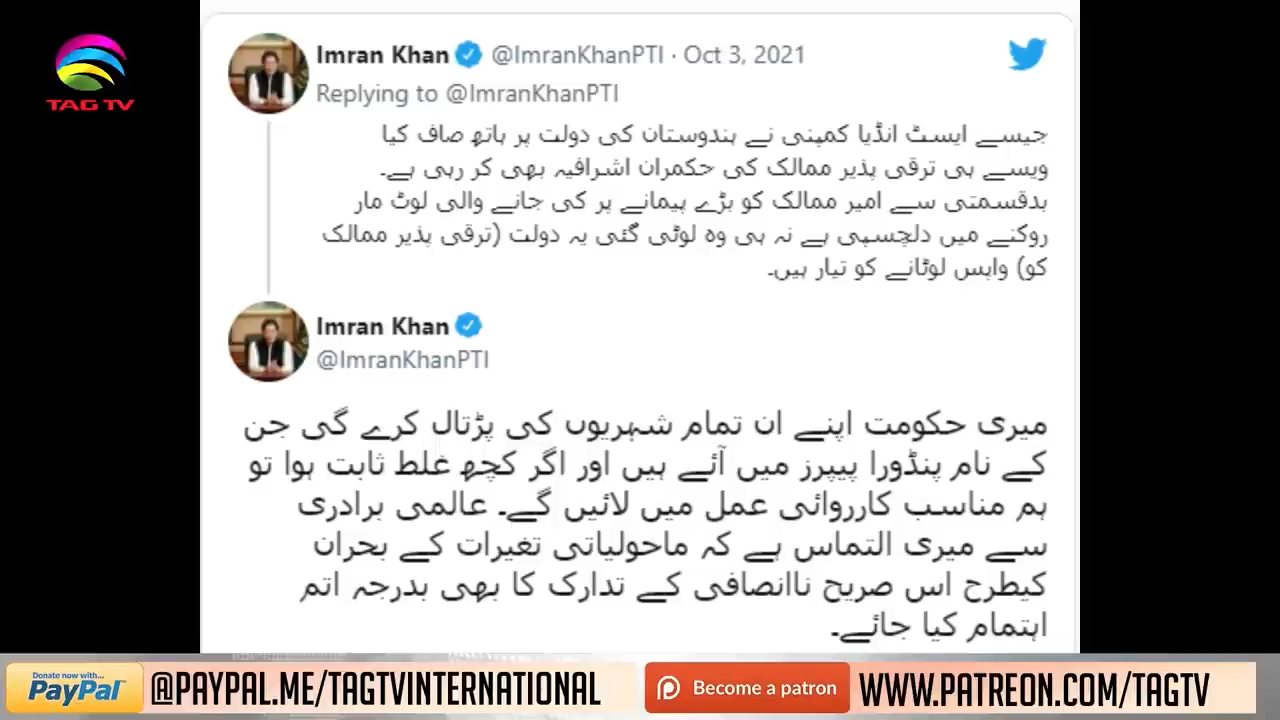 TAG TV
Imran Khan @ImranKhanPTI · Oct 3, 2021
Replying to @ImranKhanPTI
جیسے ایسٹ انڈیا کمپنی نے ہندوستان کی دولت پر ہاتھ صاف کیا
ویسے ہی ترقی پذیر ممالک کی حکمران اشرافیہ بھی کر رہی ہے۔
بدقسمتی سے امیر ممالک کو بڑے پیمانے پر کی جانے والی لوٹ مار
روکنے میں دلچسپی ہے نہ ہی وہ لوٹی گئی یہ دولت (ترقی پذیر ممالک
کو) واپس لوٹانے کو تیار ہیں۔
Imran Khan
@ImranKhanPTI
میری حکومت اپنے ان تمام شہریوں کی پڑتال کرے گی جن
کے نام پنڈورا پیپرز میں آئے ہیں اور اگر کچھ غلط ثابت ہوا تو
ہم مناسب کارروائی عمل میں لائیں گے۔ عالمی برادری
سے میری التماس ہے کہ ماحولیاتی تغیرات کے بحران
کیطرح اس صریح ناانصافی کے تدارک کا بھی بدرجہ اتم
اہتمام کیا جائے۔
Donate now with...
PayPal
@PAYPAL.ME/TAGTVINTERNATIONAL
Become a patron
WWW.PATREON.COM/TAGTV